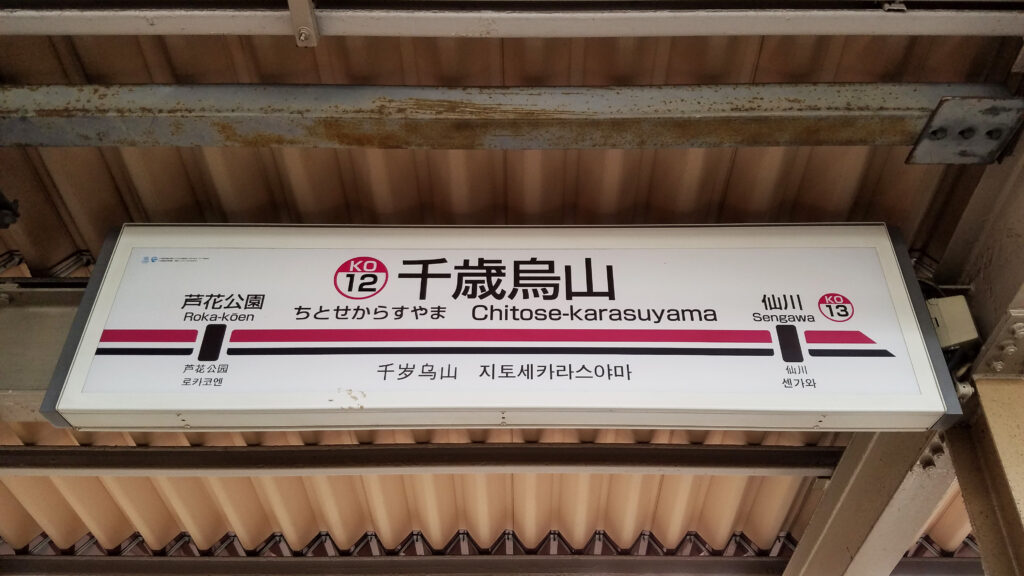 KO
12
千歳烏山
ちとせからすやま Chitose-karasuyama
芦花公園
Roka-kōen
仙川
Sengawa
KO
13
芦花公园
로카코엔
千岁乌山 지토세카라스야마
仙川
센가와